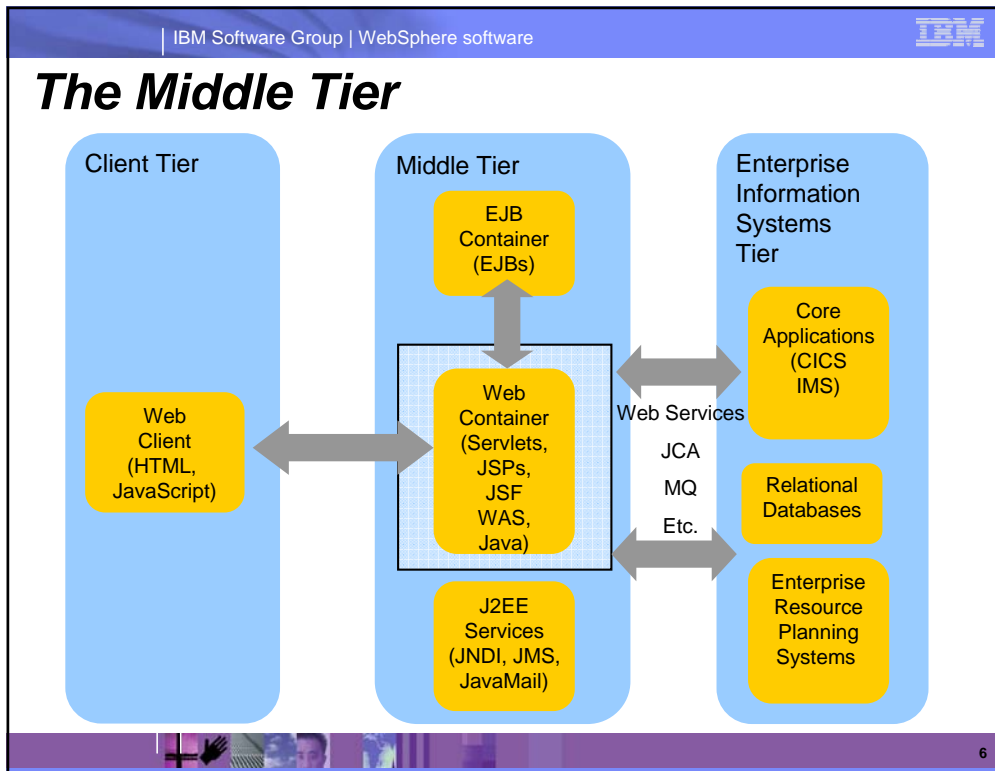 IBM Software Group | WebSphere software
IBM
The Middle Tier
Client Tier
Web
Client
(HTML,
JavaScript)
Middle Tier
EJB
Container
(EJBs)
Web
Container
(Servlets,
JSPs,
JSF
WAS,
Java)
J2EE
Services
(JNDI, JMS,
JavaMail)
Web Services
JCA
MQ
Etc.
Enterprise
Information
Systems
Tier
Core
Applications
(CICS
IMS)
Relational
Databases
Enterprise
Resource
Planning
Systems
6